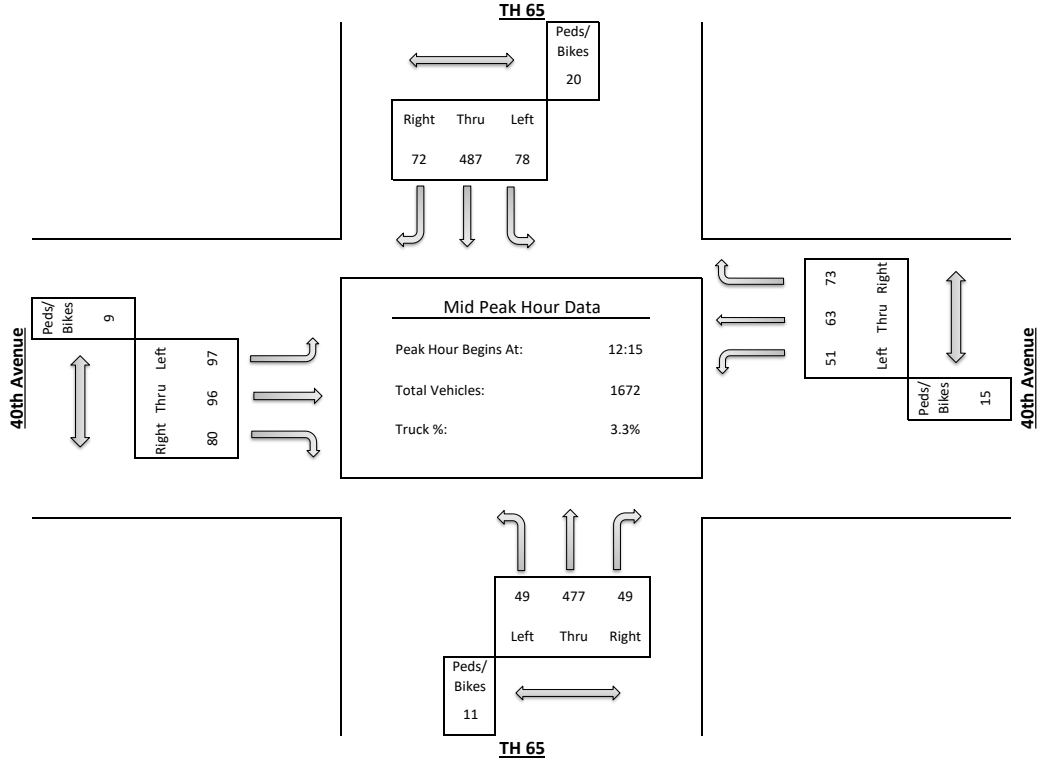 TH 65
Peds/
Bikes
20
Right Thru Left
72 487 78
Mid Peak Hour Data
Peak Hour Begins At: 12:15
Total Vehicles: 1672
Truck %: 3.3%
40th Avenue
Peds/
Bikes
9
Left 97
Thru 96
Right 80
73 Right
63 Thru
51 Left
Peds/
Bikes
15
40th Avenue
49 477 49
Left Thru Right
Peds/
Bikes
11
TH 65